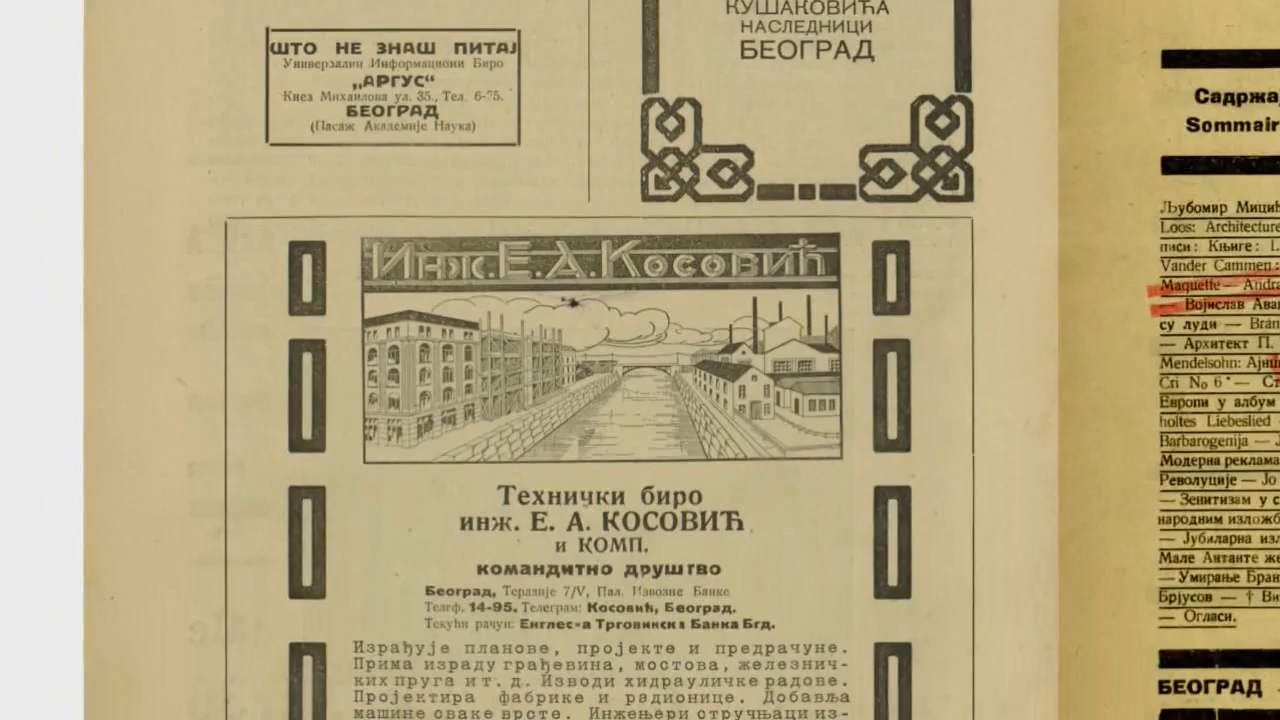 ШТО НЕ ЗНАШ ПИТАЈ
Универзални Информациони Биро
„АРГУС“
Кнез Михаилова ул. 35., Тел. 6-75.
БЕОГРАД
(Пасаж Академије Наука)
КУШАКОВИЋА
НАСЛЕДНИЦИ
БЕОГРАД
Инж. Е. А. Косовић
Технички биро
инж. Е. А. КОСОВИЋ
и КОМП.
командитно друштво
Београд, Теразије 7/V, Пал. Извозне Банке
Телеф. 14-95. Телеграм: Косовић, Београд.
Текући рачун: Енглеска Трговинска Банка Бгд.
Израђује планове, пројекте и предрачуне.
Прима израду грађевина, мостова, железнич-
ких пруга и т. д. Изводи хидрауличке радове.
Пројектира фабрике и радионице. Добавља
машине сваке врсте. Инжењери стручњаци из-
Садржа
Sommair
Љубомир Мицић
Loos: Architecture
писи: Књиге: L
Vander Cammen:
Maquette — Andra
— Војислав Ава
су луди — Bran
— Архитект П.
Mendelsohn: Ајнш
Cri No 6 — Ст
Европи у албум
holtes Liebeslied
Barbarogenija —
Модерна реклама
Револуције — Јо
— Зенитизам у с
народним изложб
— Јубиларна изл
Мале Антанте же
— Умирање Бран
Брјусов — † Ви
— Огласи.
БЕОГРАД